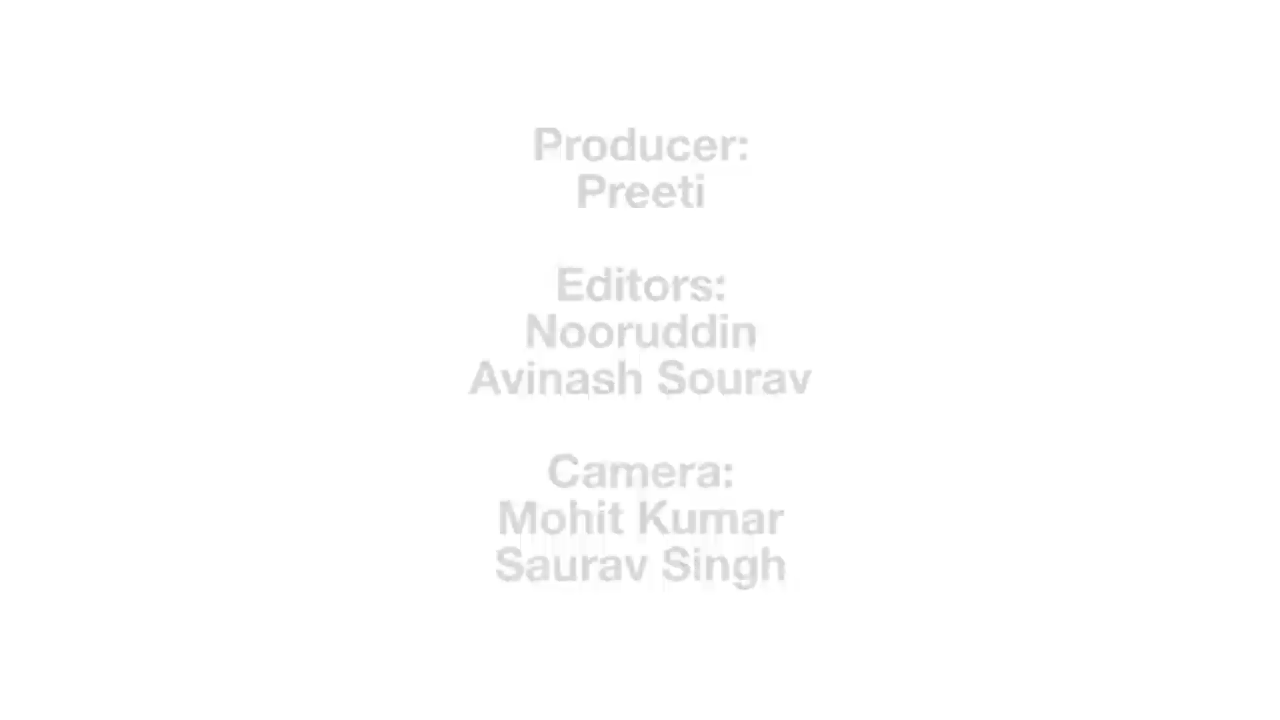 Producer:
Preeti
Editors:
Nooruddin
Avinash Sourav
Camera:
Mohit Kumar
Saurav Singh